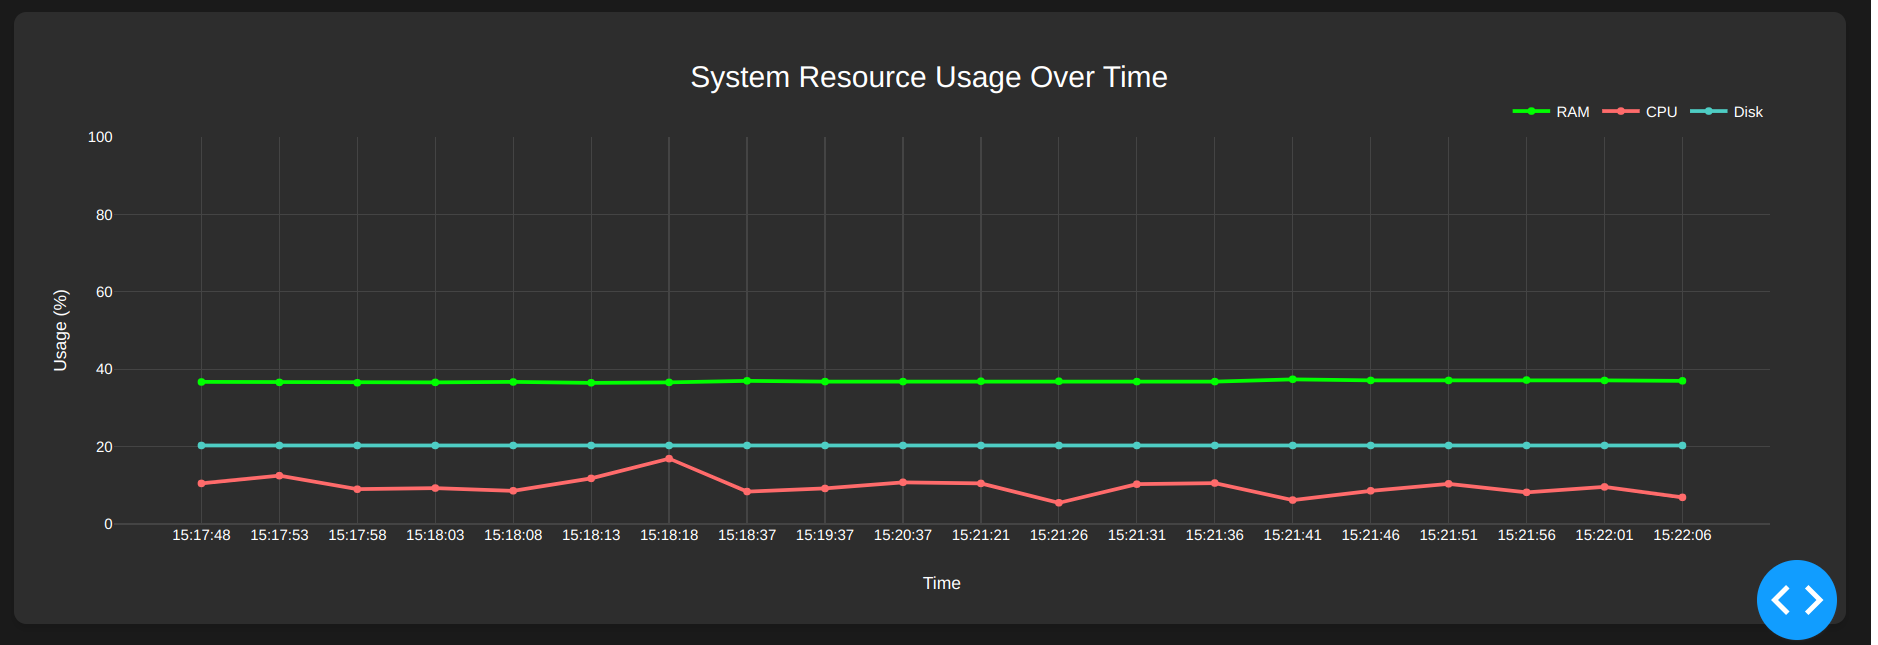 System Resource Usage Over Time
RAM CPU Disk
100
80
60
40
20
0
Usage (%)
15:17:48 15:17:53 15:17:58 15:18:03 15:18:08 15:18:13 15:18:18 15:18:37 15:19:37 15:20:37 15:21:21 15:21:26 15:21:31 15:21:36 15:21:41 15:21:46 15:21:51 15:21:56 15:22:01 15:22:06
Time